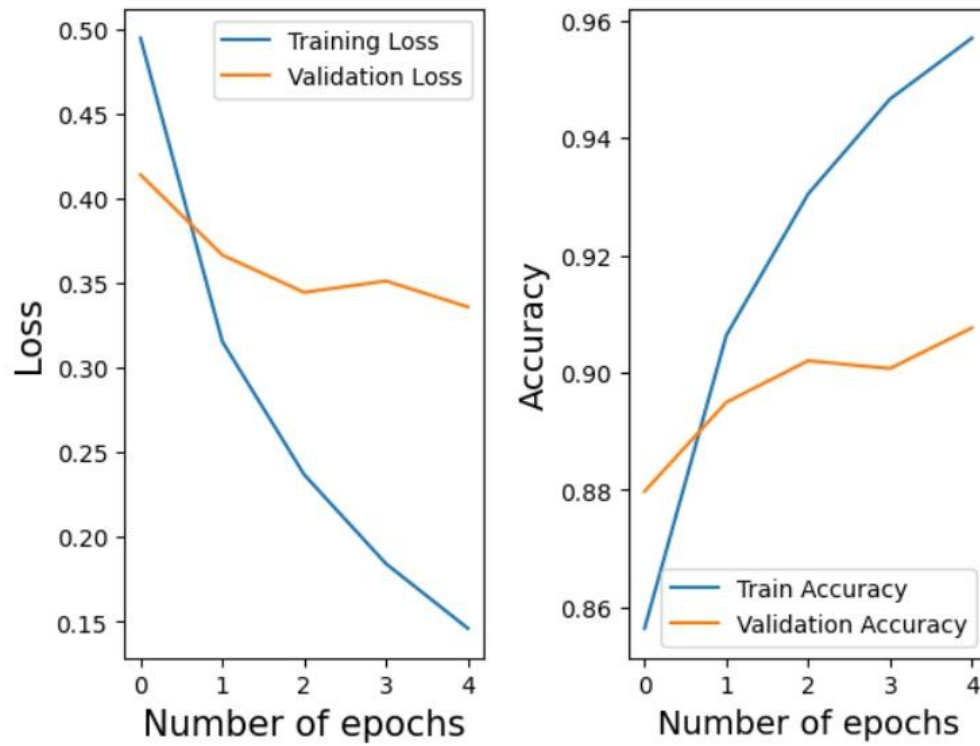 0.50
0.45
0.40
0.35
0.30
0.25
0.20
0.15
Loss
Training Loss
Validation Loss
0 1 2 3 4
Number of epochs
0.96
0.94
0.92
0.90
0.88
0.86
Accuracy
Train Accuracy
Validation Accuracy
0 1 2 3 4
Number of epochs